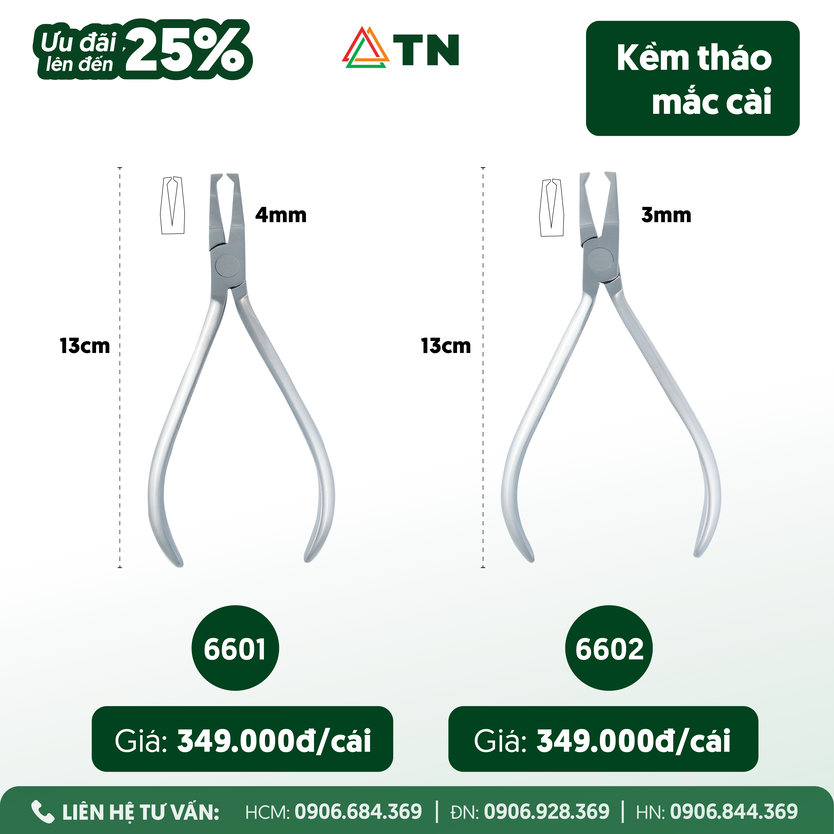 Ưu đãi
lên đến 25%
TN
Kềm tháo
mắc cài
4mm
3mm
13cm
13cm
6601
6602
Giá: 349.000đ/cái
Giá: 349.000đ/cái
LIÊN HỆ TƯ VẤN: HCM: 0906.684.369 | ĐN: 0906.928.369 | HN: 0906.844.369